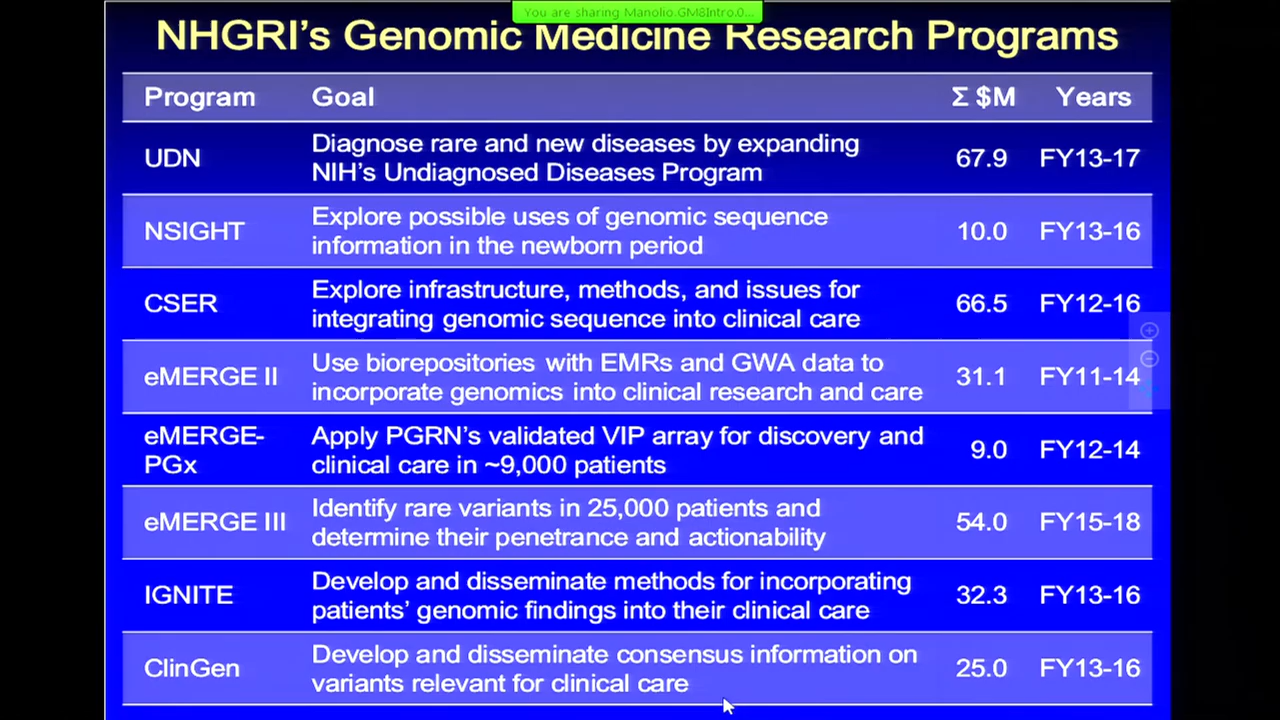 You are sharing Manolio.GM8Intro.0...
NHGRI's Genomic Medicine Research Programs
Program Goal Σ $M Years
UDN Diagnose rare and new diseases by expanding NIH's Undiagnosed Diseases Program 67.9 FY13-17
NSIGHT Explore possible uses of genomic sequence information in the newborn period 10.0 FY13-16
CSER Explore infrastructure, methods, and issues for integrating genomic sequence into clinical care 66.5 FY12-16
eMERGE II Use biorepositories with EMRs and GWA data to incorporate genomics into clinical research and care 31.1 FY11-14
eMERGE-PGx Apply PGRN's validated VIP array for discovery and clinical care in ~9,000 patients 9.0 FY12-14
eMERGE III Identify rare variants in 25,000 patients and determine their penetrance and actionability 54.0 FY15-18
IGNITE Develop and disseminate methods for incorporating patients' genomic findings into their clinical care 32.3 FY13-16
ClinGen Develop and disseminate consensus information on variants relevant for clinical care 25.0 FY13-16